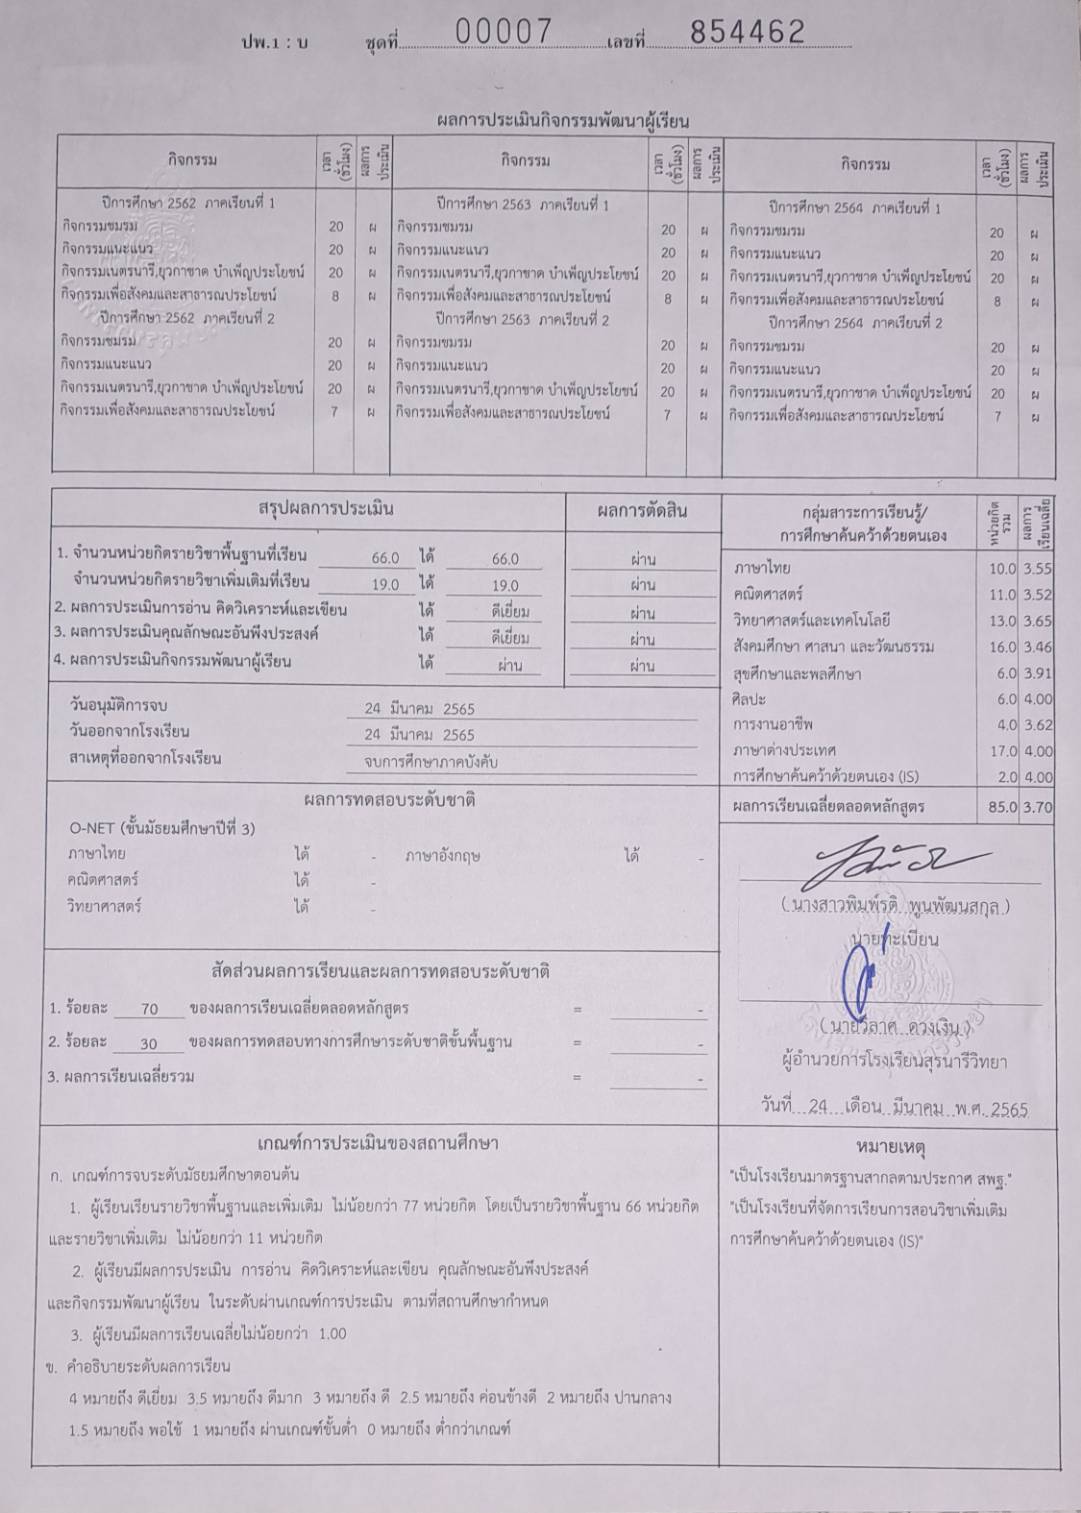 ปพ.1 : บ ชุดที่ 00007 เลขที่ 854462
ผลการประเมินกิจกรรมพัฒนาผู้เรียน
กิจกรรม เวลา (ชั่วโมง) ผลการประเมิน กิจกรรม เวลา (ชั่วโมง) ผลการประเมิน กิจกรรม เวลา (ชั่วโมง) ผลการประเมิน
ปีการศึกษา 2562 ภาคเรียนที่ 1 ปีการศึกษา 2563 ภาคเรียนที่ 1 ปีการศึกษา 2564 ภาคเรียนที่ 1
กิจกรรมชมรม 20 ผ กิจกรรมชมรม 20 ผ กิจกรรมชมรม 20 ผ
กิจกรรมแนะแนว 20 ผ กิจกรรมแนะแนว 20 ผ กิจกรรมแนะแนว 20 ผ
กิจกรรมเนตรนารี,ยุวกาชาด บำเพ็ญประโยชน์ 20 ผ กิจกรรมเนตรนารี,ยุวกาชาด บำเพ็ญประโยชน์ 20 ผ กิจกรรมเนตรนารี,ยุวกาชาด บำเพ็ญประโยชน์ 20 ผ
กิจกรรมเพื่อสังคมและสาธารณประโยชน์ 8 ผ กิจกรรมเพื่อสังคมและสาธารณประโยชน์ 8 ผ กิจกรรมเพื่อสังคมและสาธารณประโยชน์ 8 ผ
ปีการศึกษา 2562 ภาคเรียนที่ 2 ปีการศึกษา 2563 ภาคเรียนที่ 2 ปีการศึกษา 2564 ภาคเรียนที่ 2
กิจกรรมชมรม 20 ผ กิจกรรมชมรม 20 ผ กิจกรรมชมรม 20 ผ
กิจกรรมแนะแนว 20 ผ กิจกรรมแนะแนว 20 ผ กิจกรรมแนะแนว 20 ผ
กิจกรรมเนตรนารี,ยุวกาชาด บำเพ็ญประโยชน์ 20 ผ กิจกรรมเนตรนารี,ยุวกาชาด บำเพ็ญประโยชน์ 20 ผ กิจกรรมเนตรนารี,ยุวกาชาด บำเพ็ญประโยชน์ 20 ผ
กิจกรรมเพื่อสังคมและสาธารณประโยชน์ 7 ผ กิจกรรมเพื่อสังคมและสาธารณประโยชน์ 7 ผ กิจกรรมเพื่อสังคมและสาธารณประโยชน์ 7 ผ
สรุปผลการประเมิน ผลการตัดสิน
1. จำนวนหน่วยกิตรายวิชาพื้นฐานที่เรียน 66.0 ได้ 66.0 ผ่าน
จำนวนหน่วยกิตรายวิชาเพิ่มเติมที่เรียน 19.0 ได้ 19.0 ผ่าน
2. ผลการประเมินการอ่าน คิดวิเคราะห์และเขียน ได้ ดีเยี่ยม ผ่าน
3. ผลการประเมินคุณลักษณะอันพึงประสงค์ ได้ ดีเยี่ยม ผ่าน
4. ผลการประเมินกิจกรรมพัฒนาผู้เรียน ได้ ผ่าน ผ่าน
วันอนุมัติการจบ 24 มีนาคม 2565
วันออกจากโรงเรียน 24 มีนาคม 2565
สาเหตุที่ออกจากโรงเรียน จบการศึกษาภาคบังคับ
กลุ่มสาระการเรียนรู้/ การศึกษาค้นคว้าด้วยตนเอง หน่วยกิตรวม ผลการเรียนเฉลี่ย
ภาษาไทย 10.0 3.55
คณิตศาสตร์ 11.0 3.52
วิทยาศาสตร์และเทคโนโลยี 13.0 3.65
สังคมศึกษา ศาสนา และวัฒนธรรม 16.0 3.46
สุขศึกษาและพลศึกษา 6.0 3.91
ศิลปะ 6.0 4.00
การงานอาชีพ 4.0 3.62
ภาษาต่างประเทศ 17.0 4.00
การศึกษาค้นคว้าด้วยตนเอง (IS) 2.0 4.00
ผลการเรียนเฉลี่ยตลอดหลักสูตร 85.0 3.70
ผลการทดสอบระดับชาติ
O-NET (ชั้นมัธยมศึกษาปีที่ 3)
ภาษาไทย ได้ - ภาษาอังกฤษ ได้ -
คณิตศาสตร์ ได้ -
วิทยาศาสตร์ ได้ -
สัดส่วนผลการเรียนและผลการทดสอบระดับชาติ
1. ร้อยละ 70 ของผลการเรียนเฉลี่ยตลอดหลักสูตร = -
2. ร้อยละ 30 ของผลการทดสอบทางการศึกษาระดับชาติขั้นพื้นฐาน = -
3. ผลการเรียนเฉลี่ยรวม = -
(นางสาวพิมพ์รติ พูนพัฒนสกุล)
นายทะเบียน
(นายวิลาศ ดวงเงิน)
ผู้อำนวยการโรงเรียนสุรนารีวิทยา
วันที่ 24 เดือน มีนาคม พ.ศ. 2565
เกณฑ์การประเมินของสถานศึกษา
ก. เกณฑ์การจบระดับมัธยมศึกษาตอนต้น
1. ผู้เรียนเรียนรายวิชาพื้นฐานและเพิ่มเติม ไม่น้อยกว่า 77 หน่วยกิต โดยเป็นรายวิชาพื้นฐาน 66 หน่วยกิต
และรายวิชาเพิ่มเติม ไม่น้อยกว่า 11 หน่วยกิต
2. ผู้เรียนมีผลการประเมิน การอ่าน คิดวิเคราะห์และเขียน คุณลักษณะอันพึงประสงค์
และกิจกรรมพัฒนาผู้เรียน ในระดับผ่านเกณฑ์การประเมิน ตามที่สถานศึกษากำหนด
3. ผู้เรียนมีผลการเรียนเฉลี่ยไม่น้อยกว่า 1.00
ข. คำอธิบายระดับผลการเรียน
4 หมายถึง ดีเยี่ยม 3.5 หมายถึง ดีมาก 3 หมายถึง ดี 2.5 หมายถึง ค่อนข้างดี 2 หมายถึง ปานกลาง
1.5 หมายถึง พอใช้ 1 หมายถึง ผ่านเกณฑ์ขั้นต่ำ 0 หมายถึง ต่ำกว่าเกณฑ์
หมายเหตุ
"เป็นโรงเรียนมาตรฐานสากลตามประกาศ สพฐ."
"เป็นโรงเรียนที่จัดการเรียนการสอนวิชาเพิ่มเติม
การศึกษาค้นคว้าด้วยตนเอง (IS)"